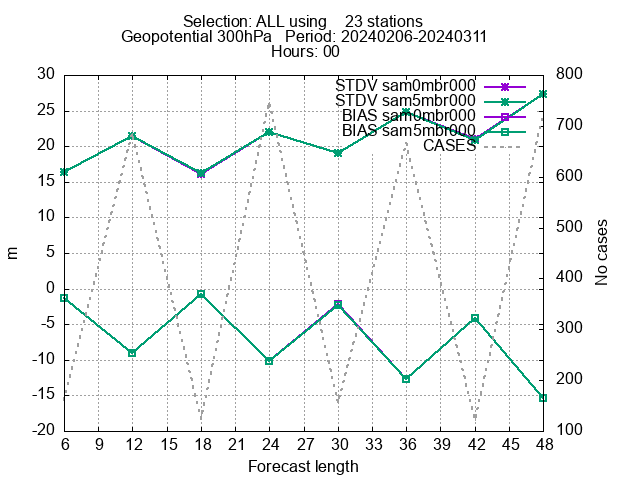 Selection: ALL using 23 stations
Geopotential 300hPa Period: 20240206-20240311
Hours: 00
STDV sam0mbr000
STDV sam5mbr000
BIAS sam0mbr000
BIAS sam5mbr000
CASES
30
25
20
15
10
5
0
-5
-10
-15
-20
m
800
700
600
500
400
300
200
100
No cases
6 9 12 15 18 21 24 27 30 33 36 39 42 45 48
Forecast length